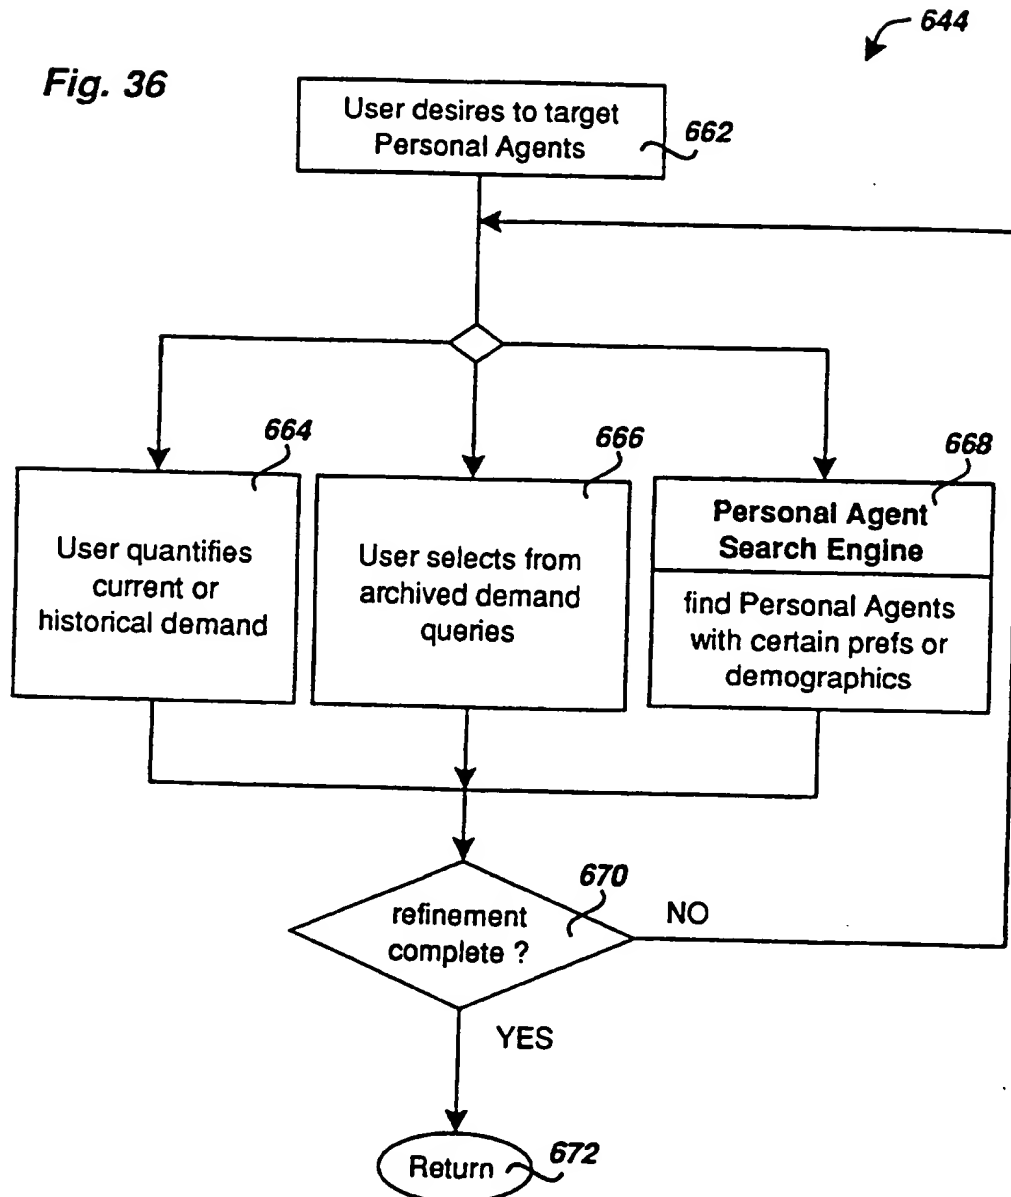 644
Fig. 36
User desires to target
Personal Agents
662
664
666
668
User quantifies
current or
historical demand
User selects from
archived demand
queries
Personal Agent
Search Engine
find Personal Agents
with certain prefs or
demographics
670
refinement
complete ?
NO
YES
Return
672